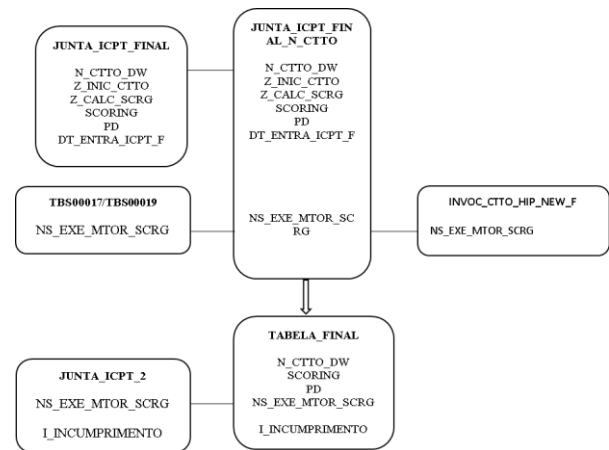 JUNTA_ICPT_FINAL
N_CTTO_DW
Z_INIC_CTTO
Z_CALC_SCRG
SCORING
PD
DT_ENTRA_ICPT_F
JUNTA_ICPT_FIN
AL_N_CTTO
N_CTTO_DW
Z_INIC_CTTO
Z_CALC_SCRG
SCORING
PD
DT_ENTRA_ICPT_F
TBS00017/TBS00019
NS_EXE_MTOR_SCRG
NS_EXE_MTOR_SC
RG
INVOC_CTTO_HIP_NEW_F
NS_EXE_MTOR_SCRG
JUNTA_ICPT_2
NS_EXE_MTOR_SCRG
I_INCUMPRIMENTO
TABELA_FINAL
N_CTTO_DW
SCORING
PD
NS_EXE_MTOR_SCRG
I_INCUMPRIMENTO